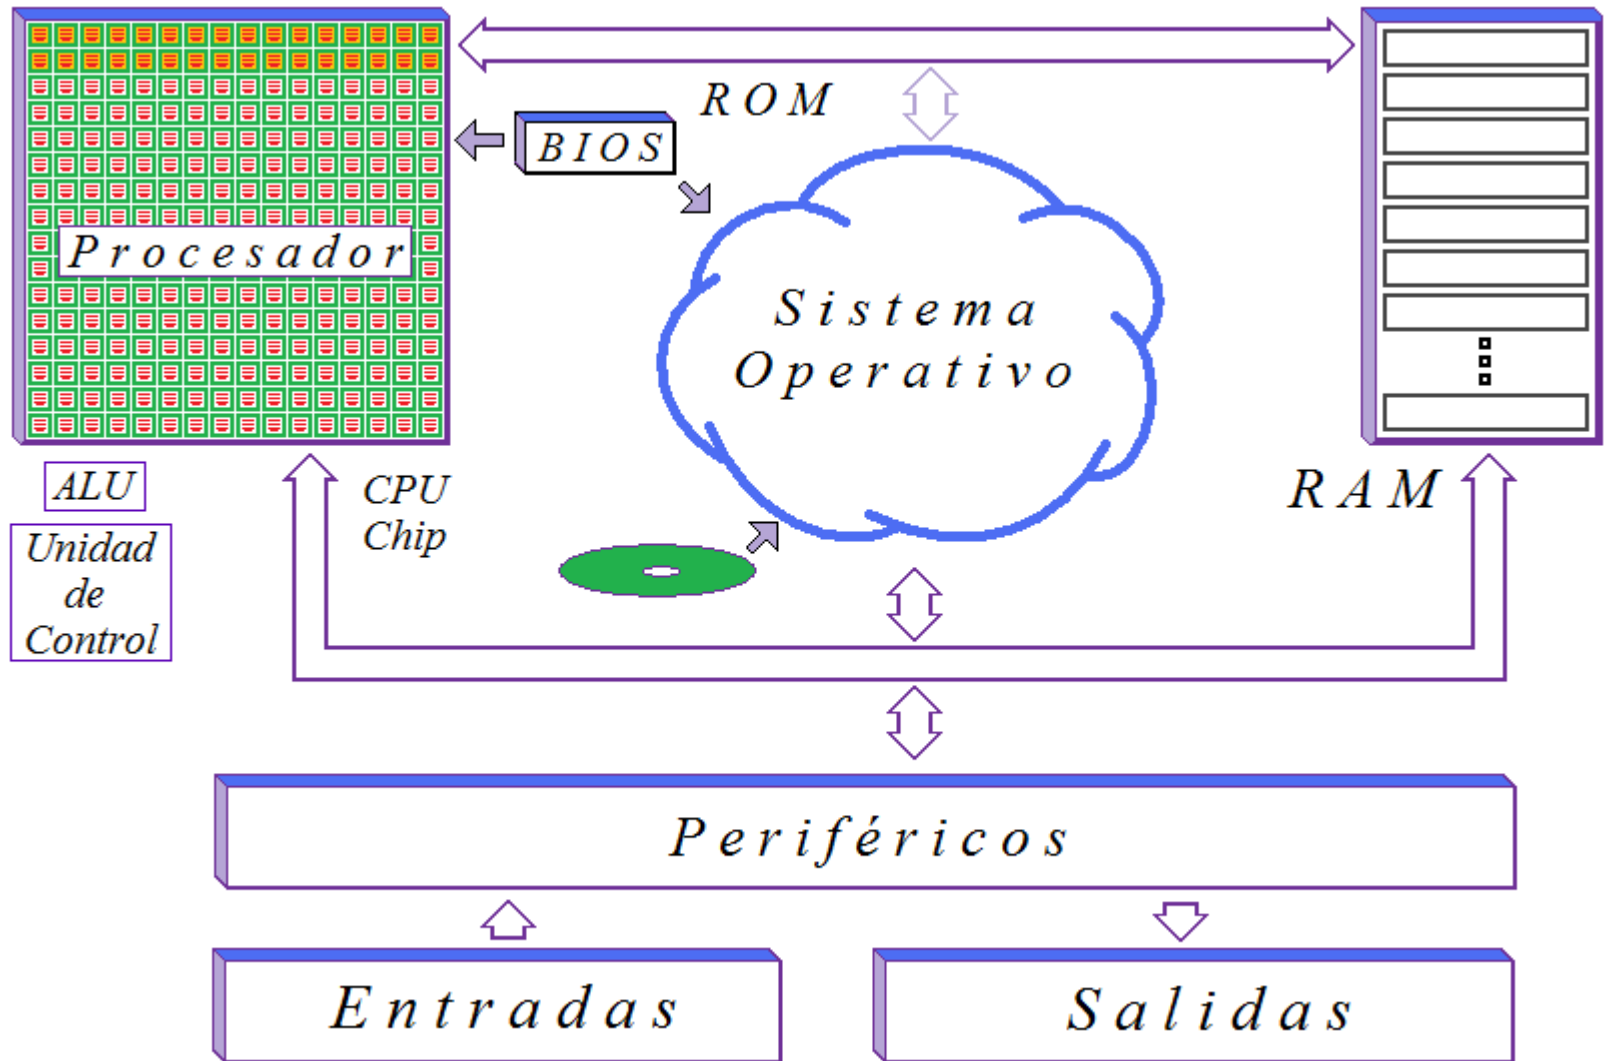 ROM
BIOS
Procesador
Sistema
Operativo
ALU
CPU
Chip
RAM
Unidad
de
Control
Periféricos
Entradas
Salidas